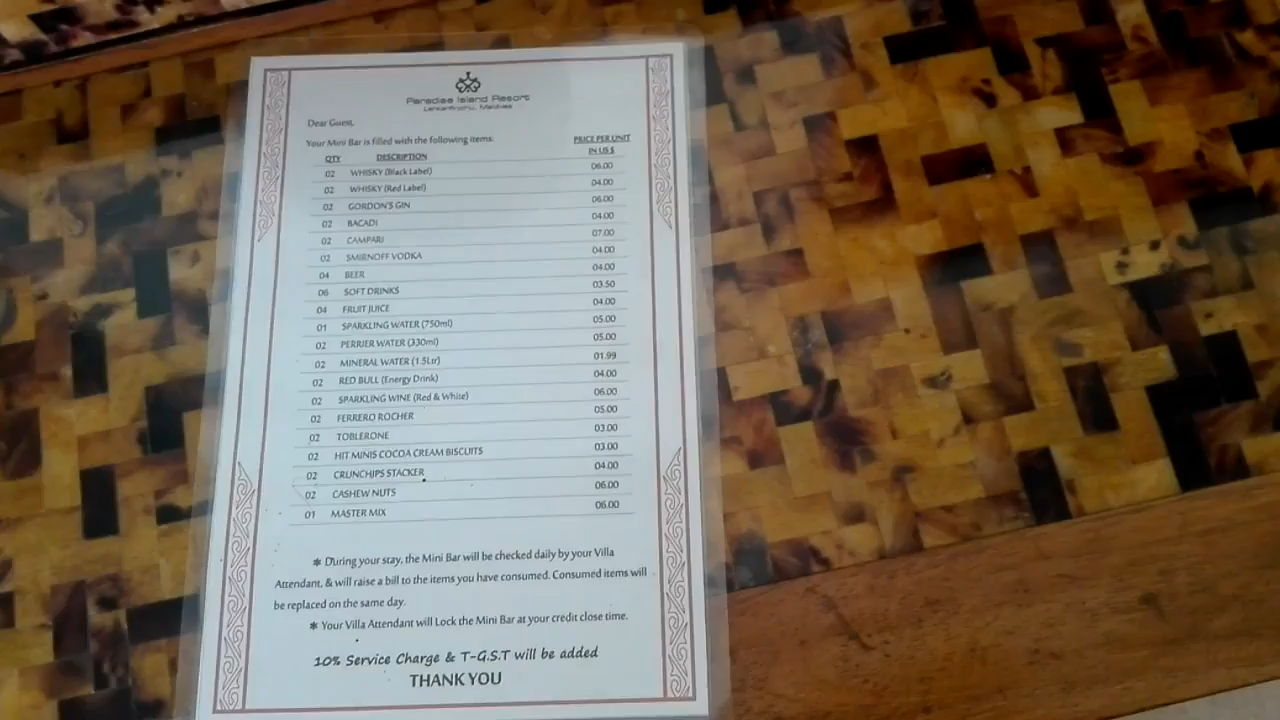 Paradise Island Resort
Lankanfinolhu, Maldives
Dear Guest,
Your Mini Bar is filled with the following items:
QTY DESCRIPTION PRICE PER UNIT IN US $
02 WHISKY (Black Label) 06.00
02 WHISKY (Red Label) 04.00
02 GORDON'S GIN 06.00
02 BACADI 04.00
02 CAMPARI 07.00
02 SMIRNOFF VODKA 04.00
04 BEER 04.00
06 SOFT DRINKS 03.50
04 FRUIT JUICE 04.00
01 SPARKLING WATER (750ml) 05.00
02 PERRIER WATER (330ml) 05.00
02 MINERAL WATER (1.5Ltr) 01.99
02 RED BULL (Energy Drink) 04.00
02 SPARKLING WINE (Red & White) 06.00
02 FERRERO ROCHER 05.00
02 TOBLERONE 03.00
02 HIT MINIS COCOA CREAM BISCUITS 03.00
02 CRUNCHIPS STACKER 04.00
02 CASHEW NUTS 06.00
01 MASTER MIX 06.00
✱ During your stay, the Mini Bar will be checked daily by your Villa
Attendant, & will raise a bill to the items you have consumed. Consumed items will
be replaced on the same day.
✱ Your Villa Attendant will Lock the Mini Bar at your credit close time.
10% Service Charge & T-G.S.T will be added
THANK YOU